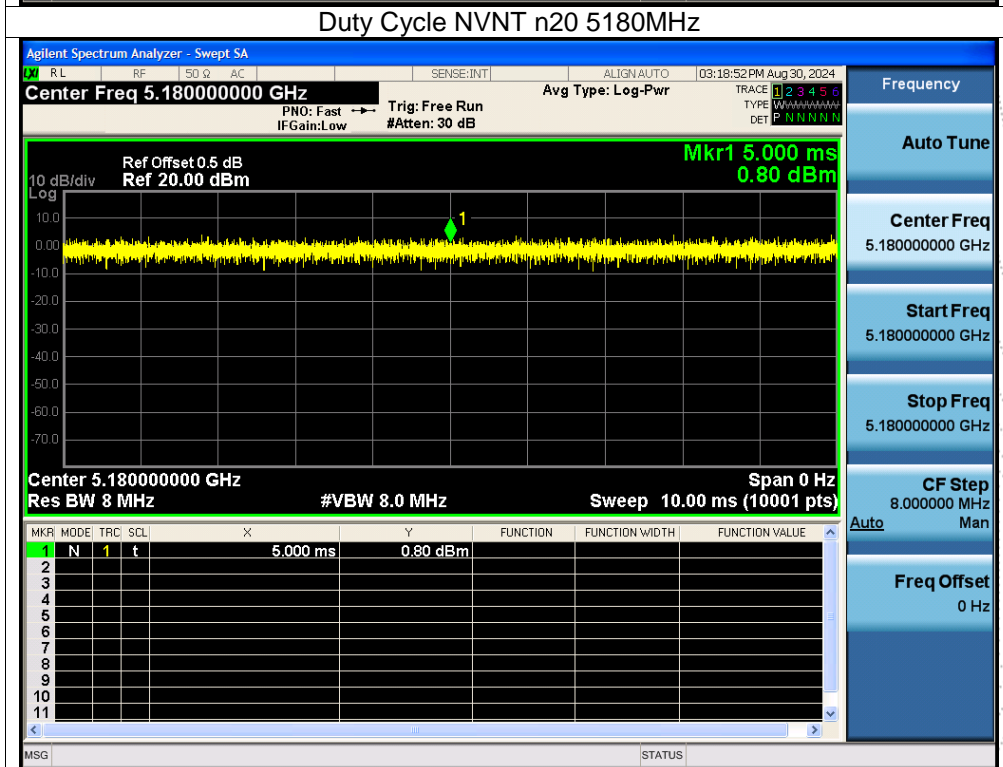 Duty Cycle NVNT n20 5180MHz
Agilent Spectrum Analyzer - Swept SA
LXI RL RF 50 Ω AC SENSE:INT ALIGN AUTO 03:18:52 PM Aug 30, 2024
Center Freq 5.180000000 GHz Avg Type: Log-Pwr TRACE 1 2 3 4 5 6
PNO: Fast Trig: Free Run TYPE WWWWWW
IFGain:Low #Atten: 30 dB DET P N N N N N
Mkr1 5.000 ms
0.80 dBm
Ref Offset 0.5 dB
10 dB/div Ref 20.00 dBm
Log
10.0
0.00
-10.0
-20.0
-30.0
-40.0
-50.0
-60.0
-70.0
1
Center 5.180000000 GHz Span 0 Hz
Res BW 8 MHz #VBW 8.0 MHz Sweep 10.00 ms (10001 pts)
MKR MODE TRC SCL X Y FUNCTION FUNCTION WIDTH FUNCTION VALUE
1 N 1 t 5.000 ms 0.80 dBm
2
3
4
5
6
7
8
9
10
11
MSG STATUS
Frequency
Auto Tune
Center Freq
5.180000000 GHz
Start Freq
5.180000000 GHz
Stop Freq
5.180000000 GHz
CF Step
8.000000 MHz
Auto Man
Freq Offset
0 Hz